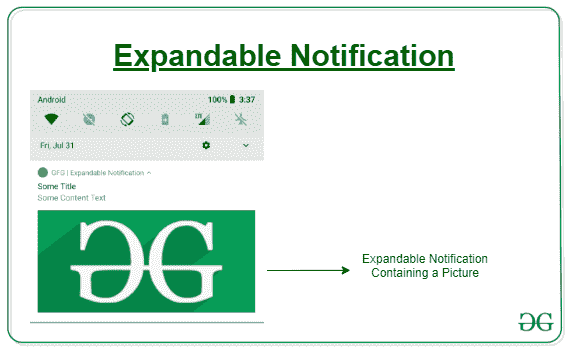 Expandable Notification
Android 100% 3:37
LTE
Fri, Jul 31
GFG | Expandable Notification
Some Title
Some Content Text
Expandable Notification
Containing a Picture